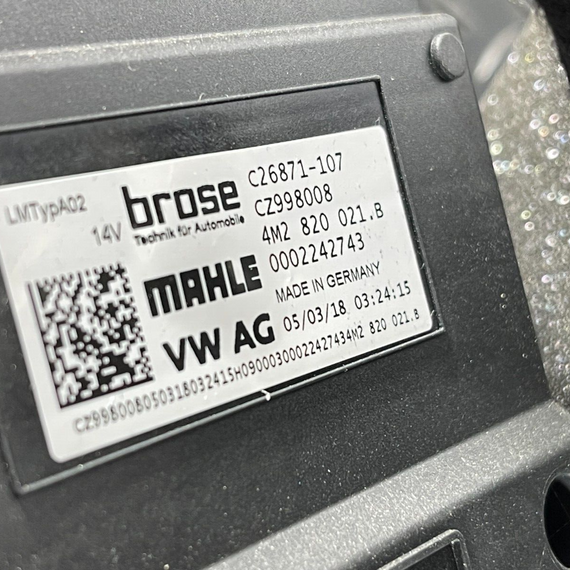 LMTypA02
14V
brose
Technik für Automobile
C26871-107
CZ998008
4M2 820 021.B
0002242743
MAHLE
MADE IN GERMANY
VW AG
05/03/18 03:24:15
CZ998008050318032415H09000300022427434M2 820 021.B